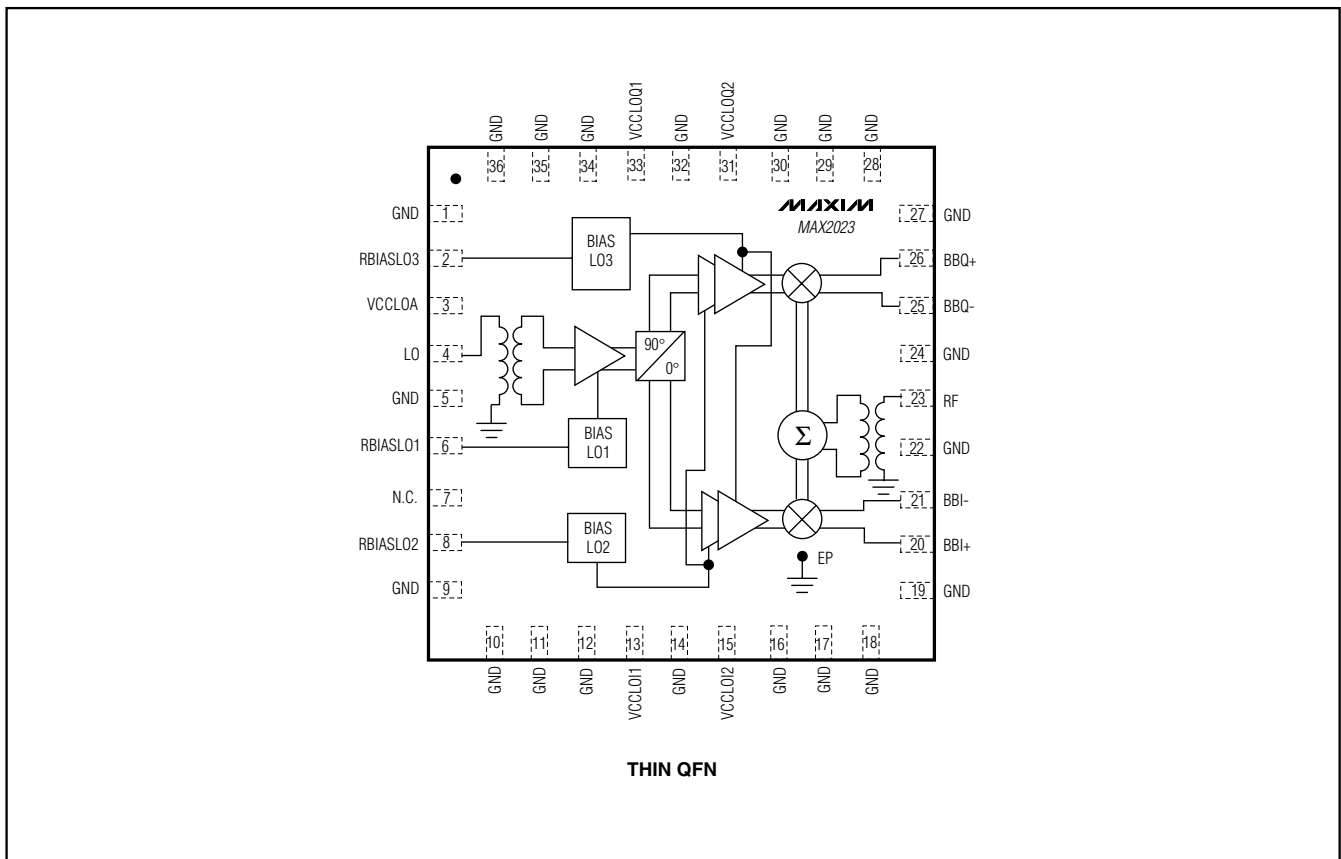 GND
GND
GND
VCCLOQ1
GND
VCCLOQ2
GND
GND
GND
36
35
34
33
32
31
30
29
28
MAXIM
MAX2023
GND 1
RBIASLO3 2
VCCLOA 3
LO 4
GND 5
RBIASLO1 6
N.C. 7
RBIASLO2 8
GND 9
BIAS
LO3
90°
0°
BIAS
LO1
Σ
BIAS
LO2
EP
27 GND
26 BBQ+
25 BBQ-
24 GND
23 RF
22 GND
21 BBI-
20 BBI+
19 GND
10
11
12
13
14
15
16
17
18
GND
GND
GND
VCCLOI1
GND
VCCLOI2
GND
GND
GND
THIN QFN